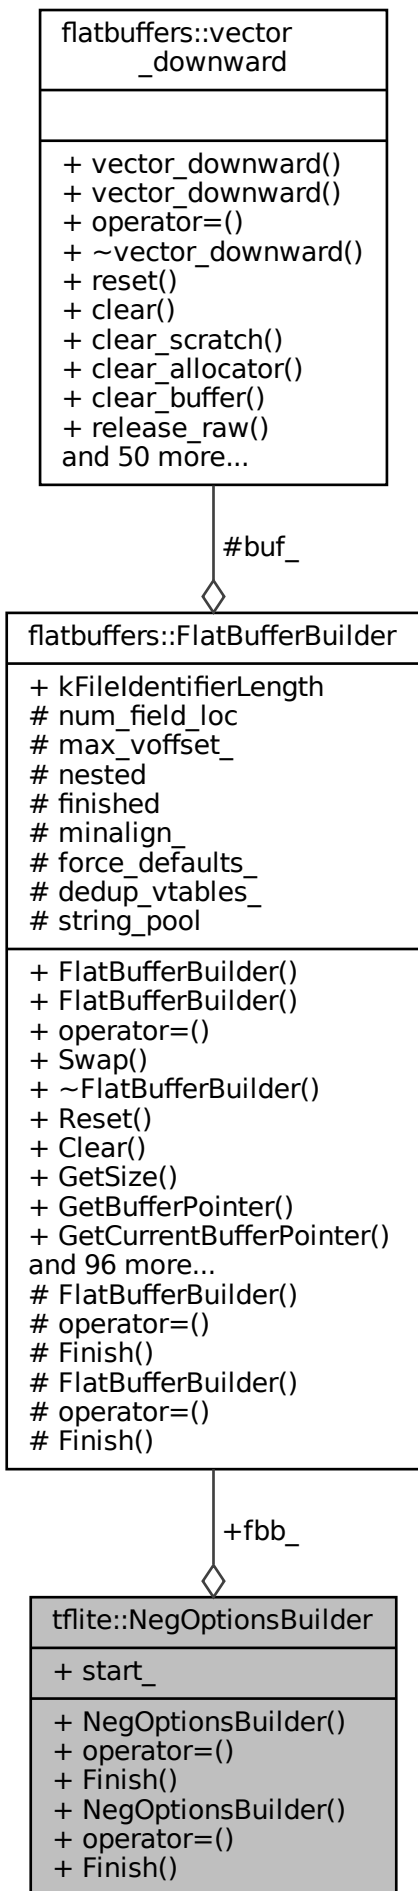 flatbuffers::vector
_downward
+ vector_downward()
+ vector_downward()
+ operator=()
+ ~vector_downward()
+ reset()
+ clear()
+ clear_scratch()
+ clear_allocator()
+ clear_buffer()
+ release_raw()
and 50 more...
#buf_
flatbuffers::FlatBufferBuilder
+ kFileIdentifierLength
# num_field_loc
# max_voffset_
# nested
# finished
# minalign_
# force_defaults_
# dedup_vtables_
# string_pool
+ FlatBufferBuilder()
+ FlatBufferBuilder()
+ operator=()
+ Swap()
+ ~FlatBufferBuilder()
+ Reset()
+ Clear()
+ GetSize()
+ GetBufferPointer()
+ GetCurrentBufferPointer()
and 96 more...
# FlatBufferBuilder()
# operator=()
# Finish()
# FlatBufferBuilder()
# operator=()
# Finish()
+fbb_
tflite::NegOptionsBuilder
+ start_
+ NegOptionsBuilder()
+ operator=()
+ Finish()
+ NegOptionsBuilder()
+ operator=()
+ Finish()